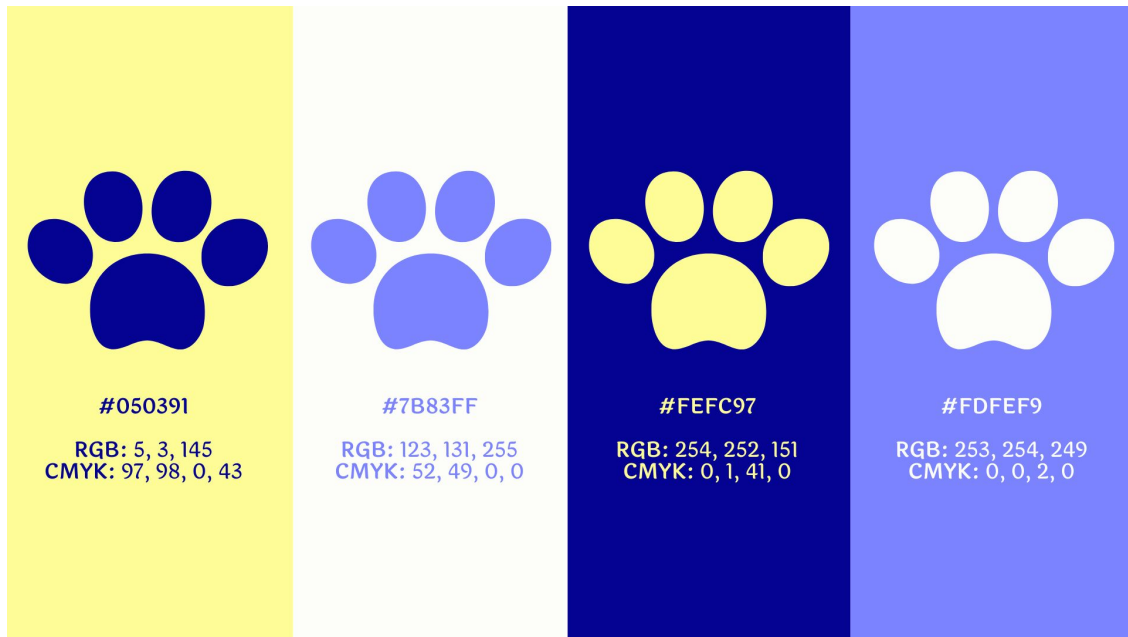 #050391
RGB: 5, 3, 145
CMYK: 97, 98, 0, 43
#7B83FF
RGB: 123, 131, 255
CMYK: 52, 49, 0, 0
#FEFC97
RGB: 254, 252, 151
CMYK: 0, 1, 41, 0
#FDFEF9
RGB: 253, 254, 249
CMYK: 0, 0, 2, 0